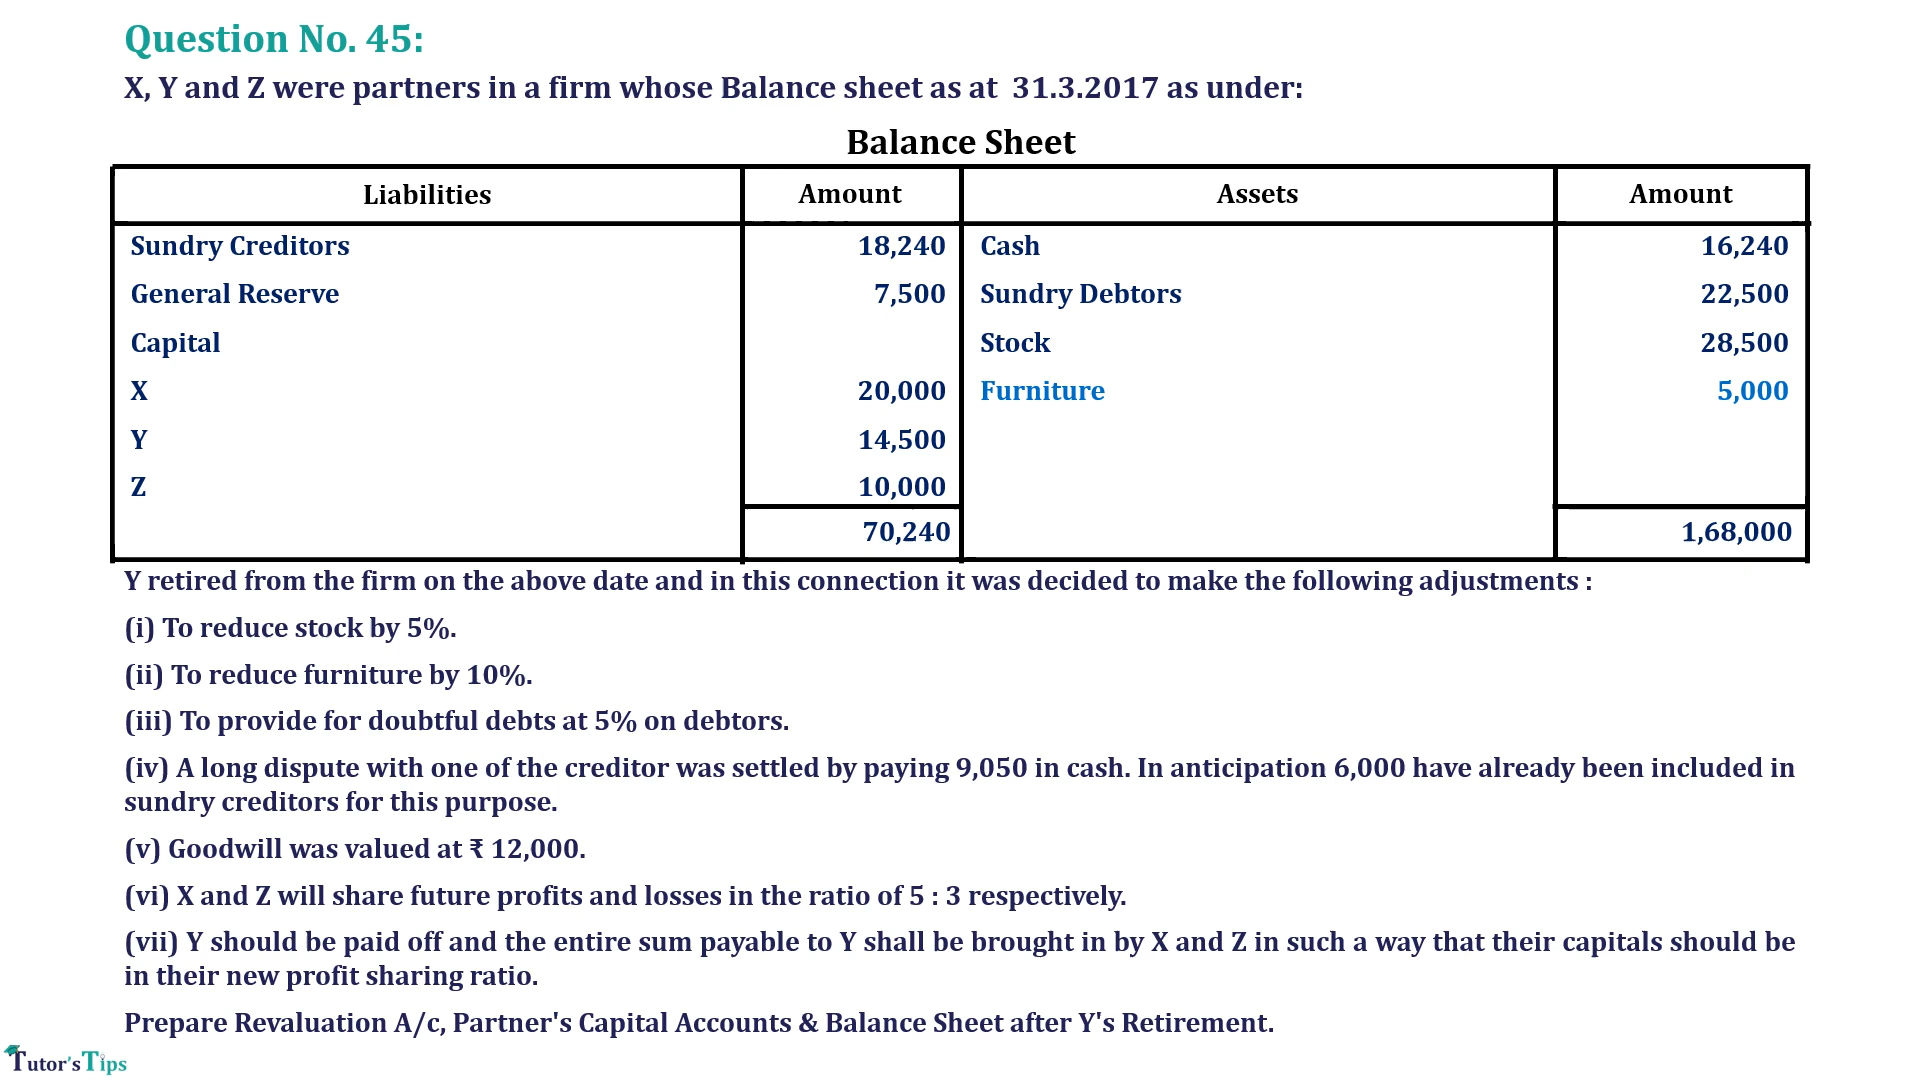 Question No. 45:
X, Y and Z were partners in a firm whose Balance sheet as at 31.3.2017 as under:
Balance Sheet
Liabilities Amount Assets Amount
Sundry Creditors 18,240 Cash 16,240
General Reserve 7,500 Sundry Debtors 22,500
Capital Stock 28,500
X 20,000 Furniture 5,000
Y 14,500
Z 10,000
70,240 1,68,000
Y retired from the firm on the above date and in this connection it was decided to make the following adjustments :
(i) To reduce stock by 5%.
(ii) To reduce furniture by 10%.
(iii) To provide for doubtful debts at 5% on debtors.
(iv) A long dispute with one of the creditor was settled by paying 9,050 in cash. In anticipation 6,000 have already been included in
sundry creditors for this purpose.
(v) Goodwill was valued at ₹ 12,000.
(vi) X and Z will share future profits and losses in the ratio of 5 : 3 respectively.
(vii) Y should be paid off and the entire sum payable to Y shall be brought in by X and Z in such a way that their capitals should be
in their new profit sharing ratio.
Prepare Revaluation A/c, Partner's Capital Accounts & Balance Sheet after Y's Retirement.
Tutor'sTips